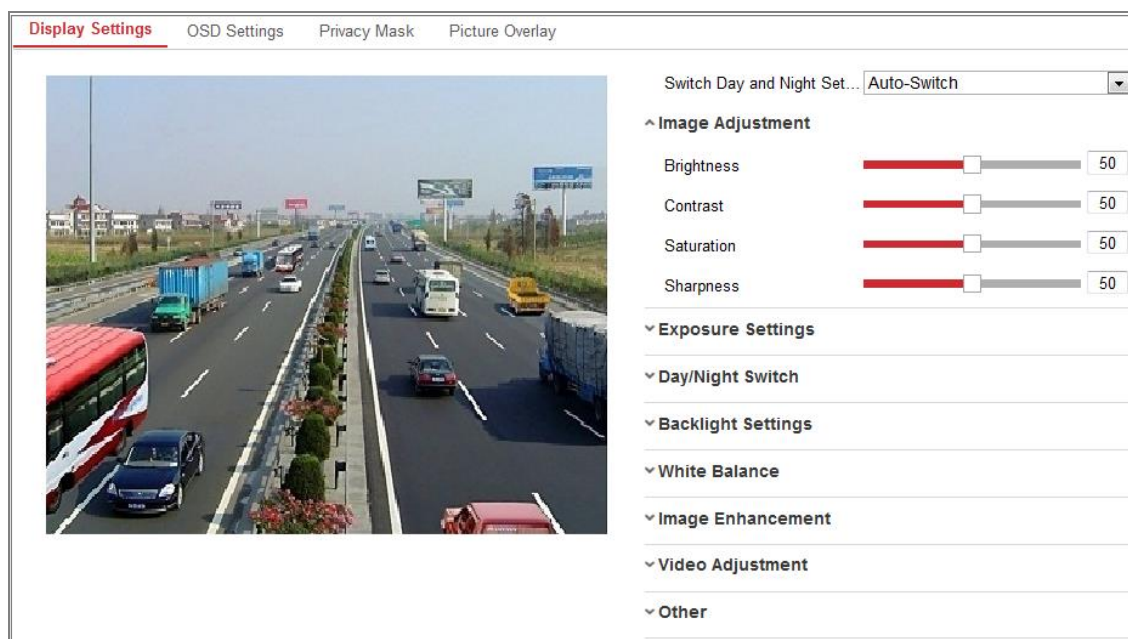 Display Settings OSD Settings Privacy Mask Picture Overlay
Switch Day and Night Set... Auto-Switch
Image Adjustment
Brightness 50
Contrast 50
Saturation 50
Sharpness 50
Exposure Settings
Day/Night Switch
Backlight Settings
White Balance
Image Enhancement
Video Adjustment
Other